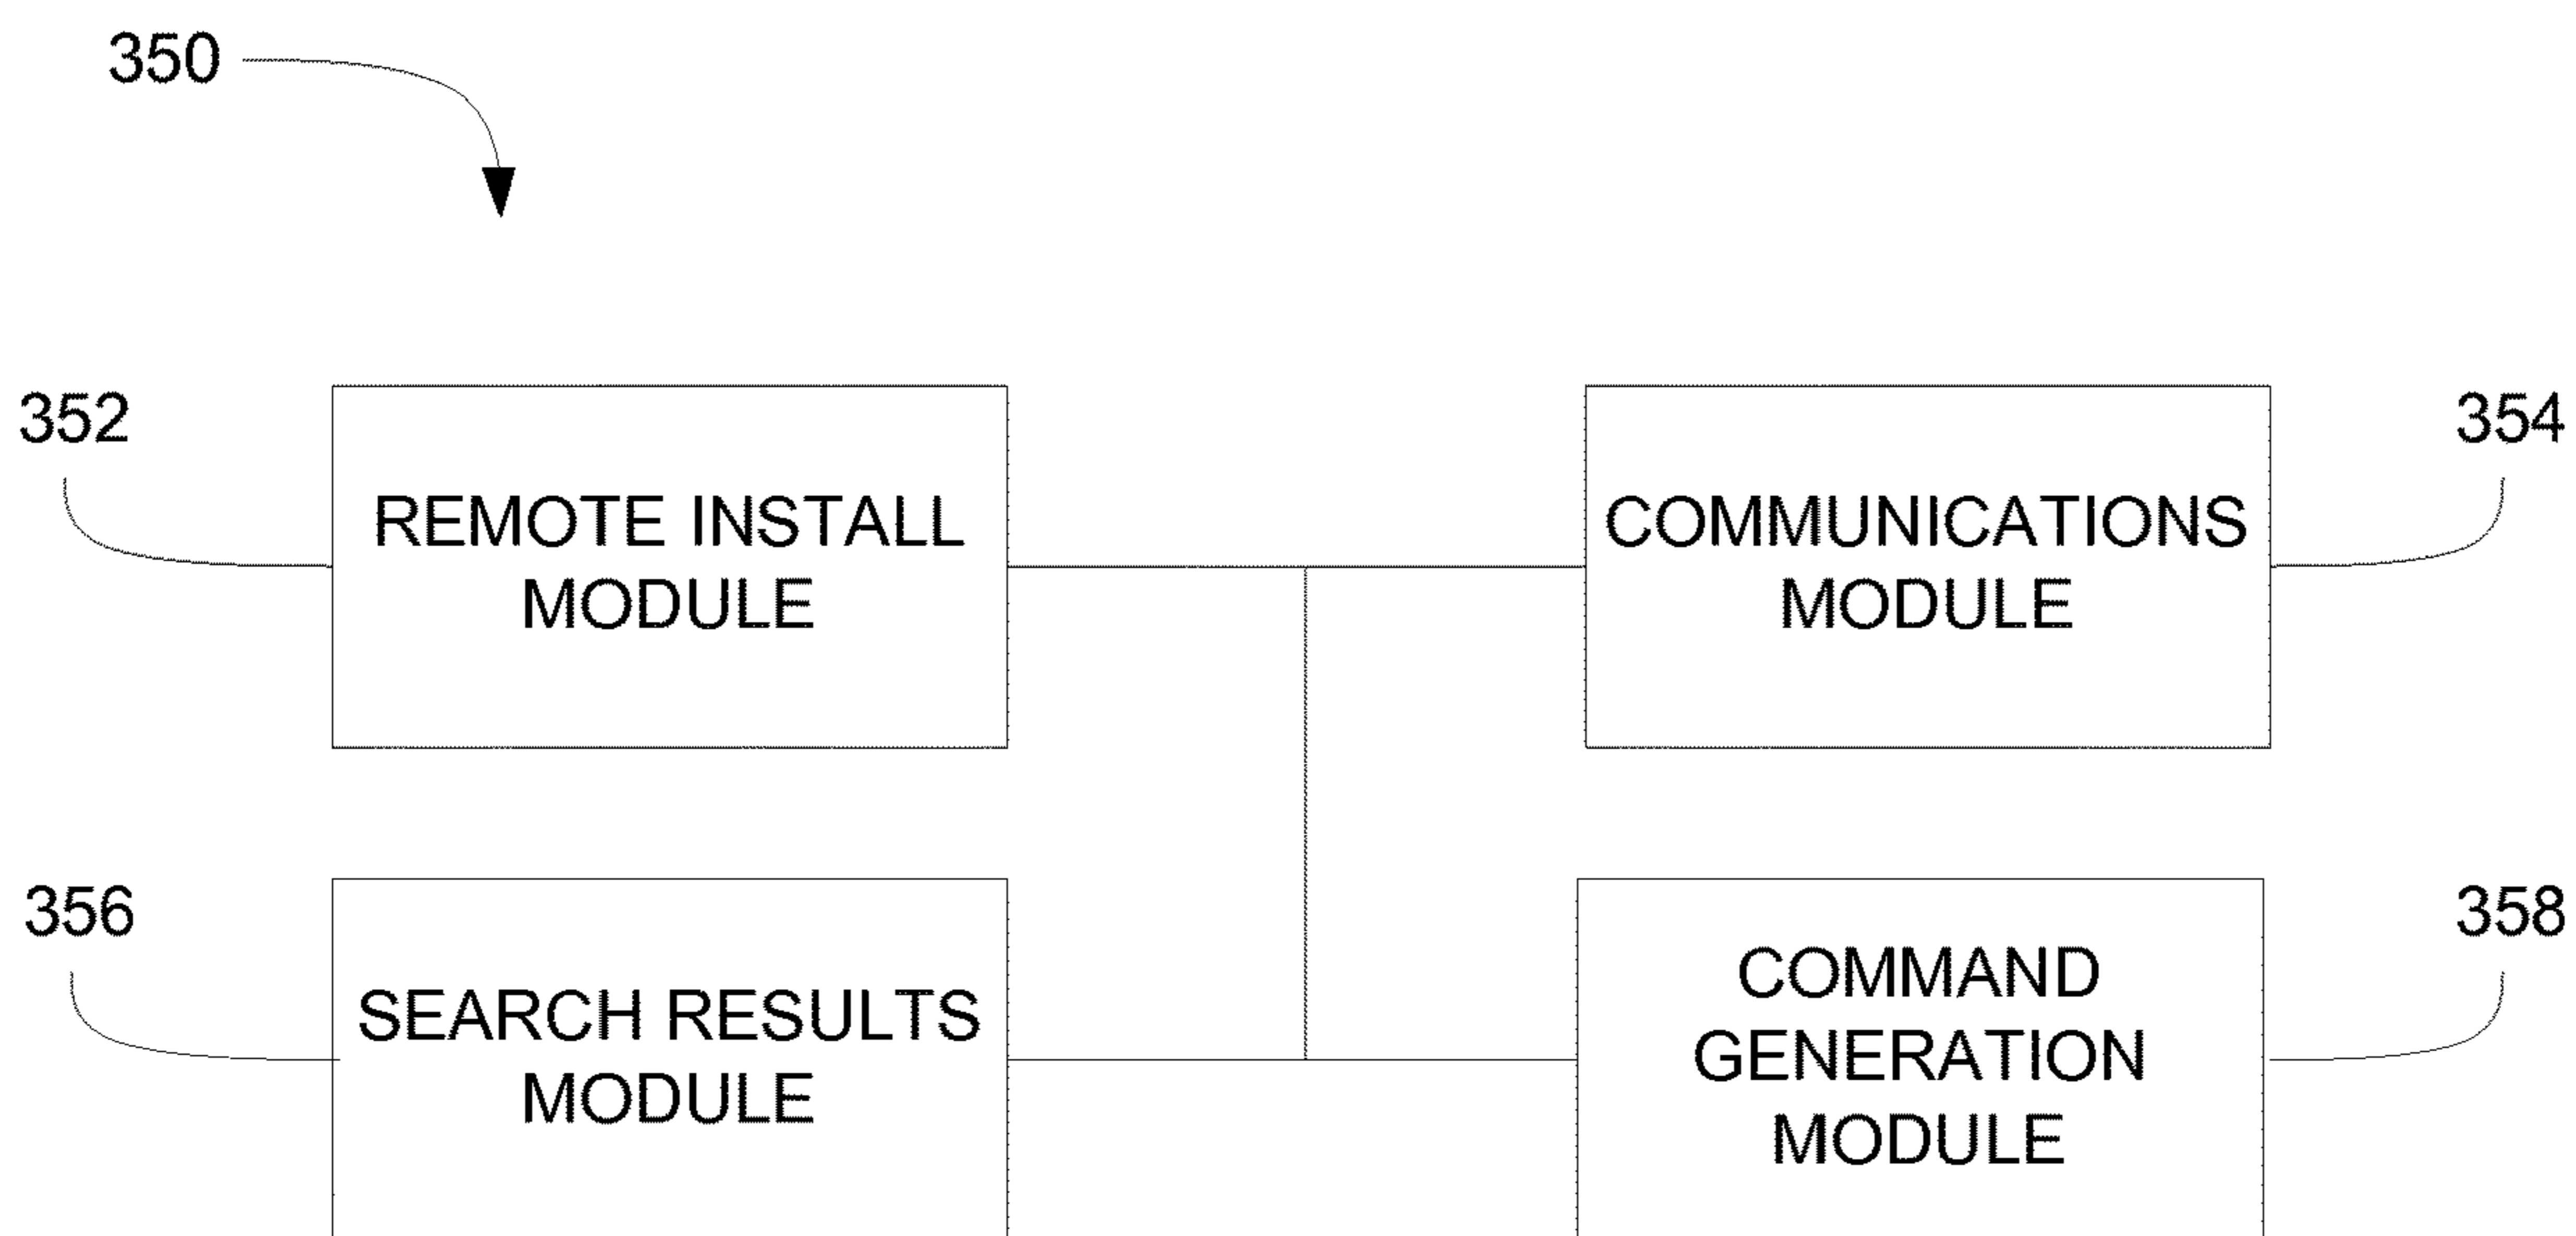 350
352
REMOTE INSTALL
MODULE
COMMUNICATIONS
MODULE
354
356
SEARCH RESULTS
MODULE
COMMAND
GENERATION
MODULE
358